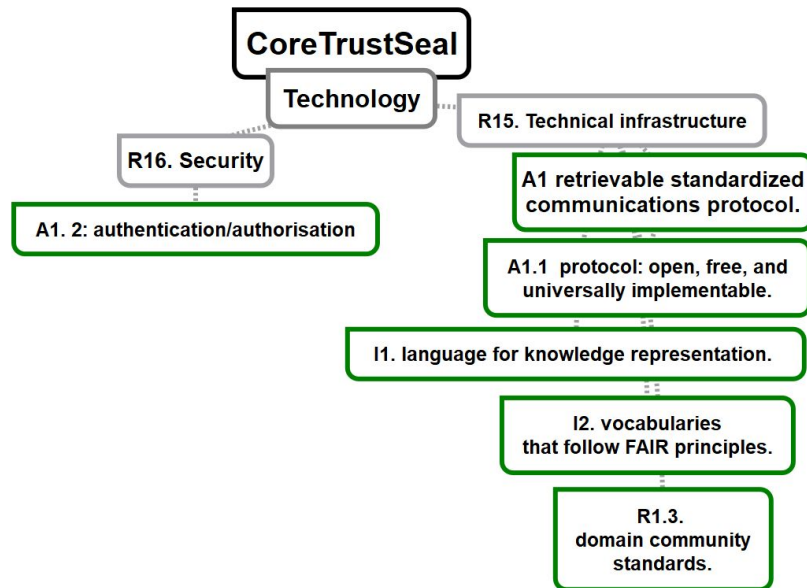 CoreTrustSeal
Technology
R15. Technical infrastructure
R16. Security
A1 retrievable standardized
communications protocol.
A1. 2: authentication/authorisation
A1.1 protocol: open, free, and
universally implementable.
I1. language for knowledge representation.
I2. vocabularies
that follow FAIR principles.
R1.3.
domain community
standards.